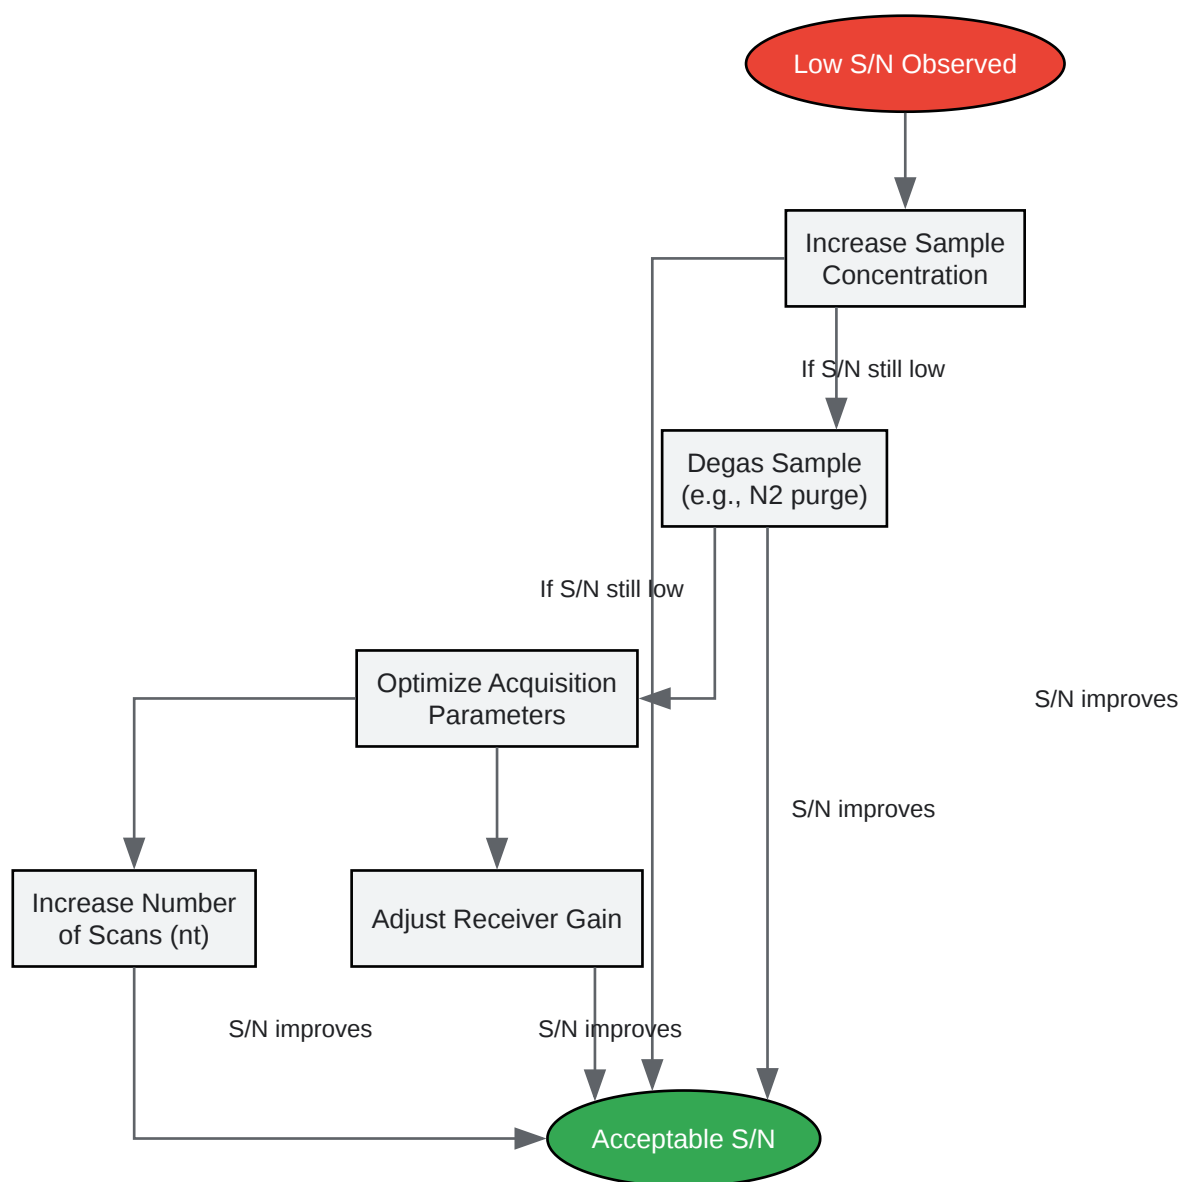 Low S/N Observed
Increase Sample
Concentration
If S/N still low
Degas Sample
(e.g., N2 purge)
If S/N still low
Optimize Acquisition
Parameters
S/N improves
S/N improves
Increase Number
of Scans (nt)
Adjust Receiver Gain
S/N improves
S/N improves
Acceptable S/N